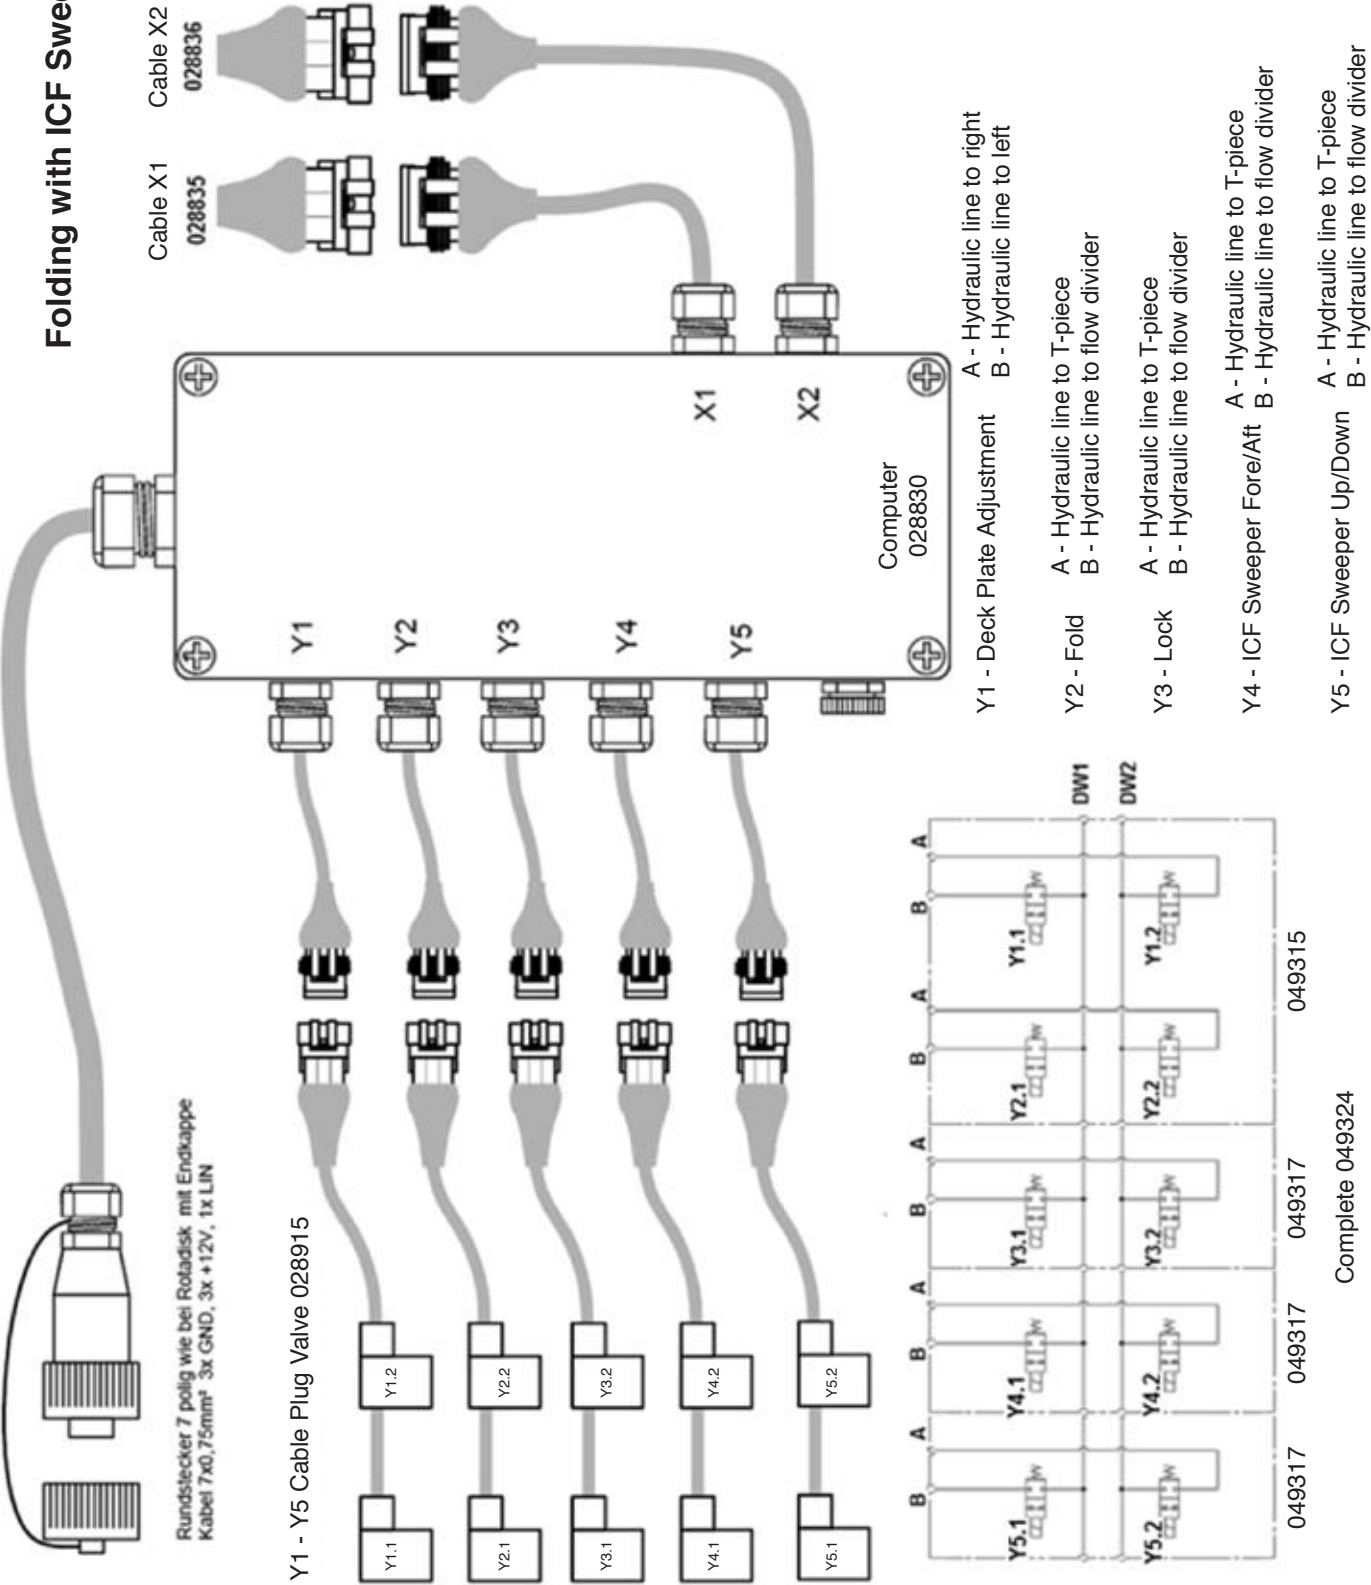 Folding with ICF Swee
Cable X2
028836
Cable X1
028835
X1
X2
Computer
028830
Y1
Y2
Y3
Y4
Y5
Rundstecker 7 polig wie bei Rotadisk mit Endkappe
Kabel 7x0,75mm² 3x GND, 3x +12V, 1x LIN
Y1 - Y5 Cable Plug Valve 028915
Y1.1
Y1.2
Y2.1
Y2.2
Y3.1
Y3.2
Y4.1
Y4.2
Y5.1
Y5.2
Y1 - Deck Plate Adjustment
A - Hydraulic line to right
B - Hydraulic line to left
Y2 - Fold
A - Hydraulic line to T-piece
B - Hydraulic line to flow divider
Y3 - Lock
A - Hydraulic line to T-piece
B - Hydraulic line to flow divider
Y4 - ICF Sweeper Fore/Aft
A - Hydraulic line to T-piece
B - Hydraulic line to flow divider
Y5 - ICF Sweeper Up/Down
A - Hydraulic line to T-piece
B - Hydraulic line to flow divider
B A B A B A B A B A
DW1
DW2
Y5.1 Y4.1 Y3.1 Y2.1 Y1.1
Y5.2 Y4.2 Y3.2 Y2.2 Y1.2
049317 049317 049317 049315
Complete 049324